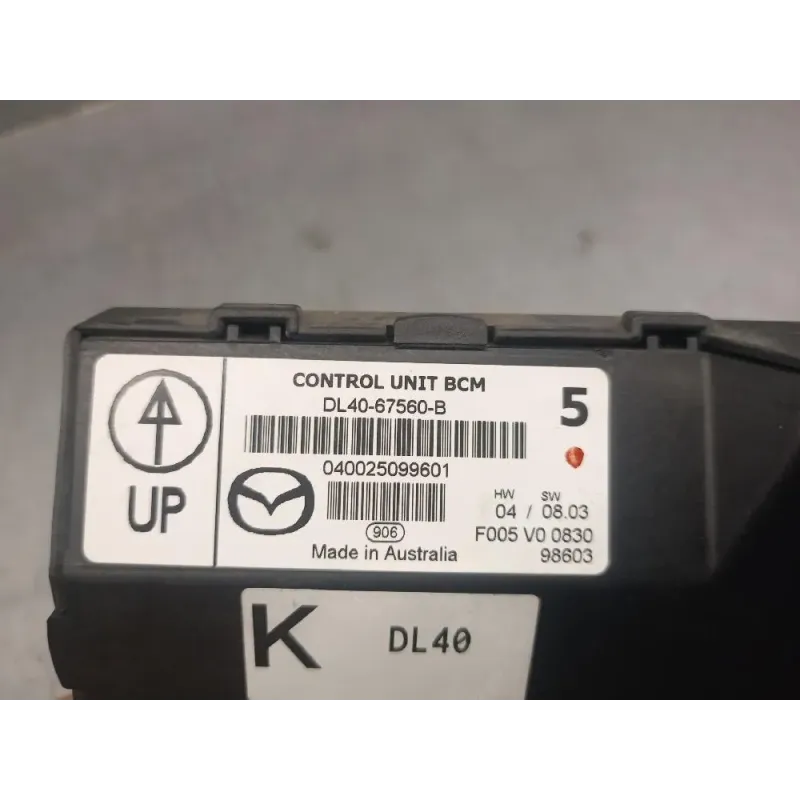 CONTROL UNIT BCM
DL40-67560-B
5
040025099601
UP
HW SW
04 / 08.03
906
F005 V0 0830
Made in Australia
98603
K DL40